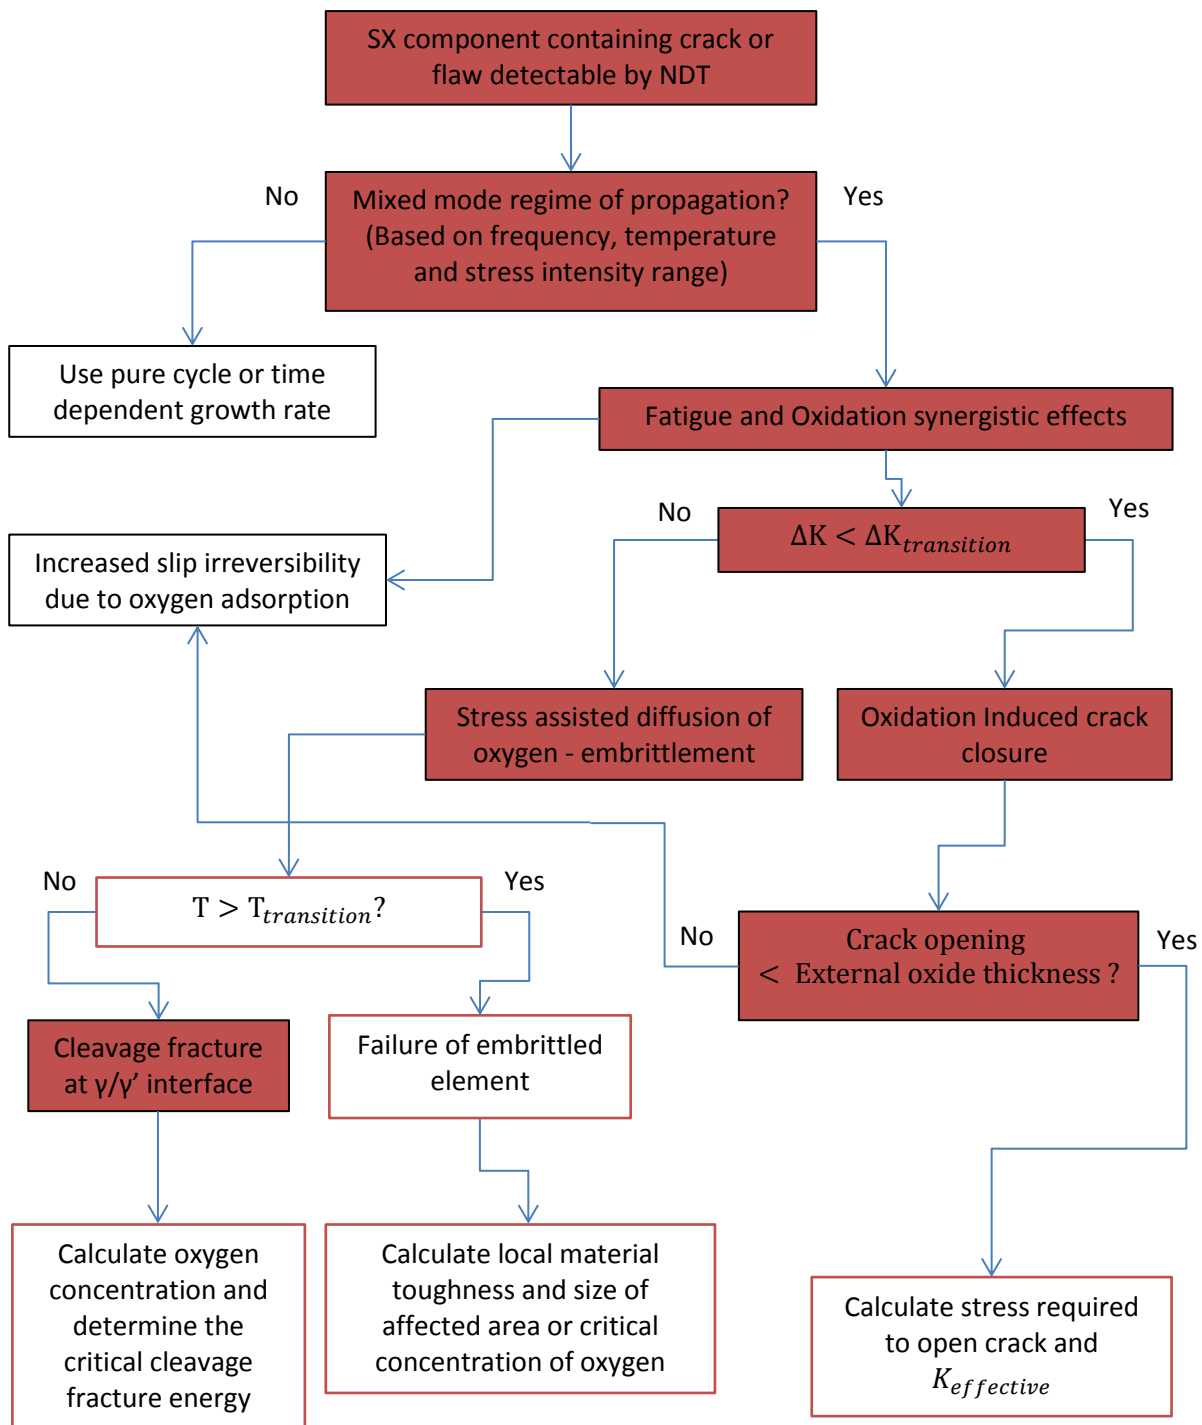 SX component containing crack or
flaw detectable by NDT
No
Mixed mode regime of propagation?
(Based on frequency, temperature
and stress intensity range)
Yes
Use pure cycle or time
dependent growth rate
Fatigue and Oxidation synergistic effects
No
ΔK < ΔK_transition
Yes
Increased slip irreversibility
due to oxygen adsorption
Stress assisted diffusion of
oxygen - embrittlement
Oxidation Induced crack
closure
No
T > T_transition?
Yes
No
Crack opening
< External oxide thickness ?
Yes
Cleavage fracture
at γ/γ’ interface
Failure of embrittled
element
Calculate oxygen
concentration and
determine the
critical cleavage
fracture energy
Calculate local material
toughness and size of
affected area or critical
concentration of oxygen
Calculate stress required
to open crack and
K_effective